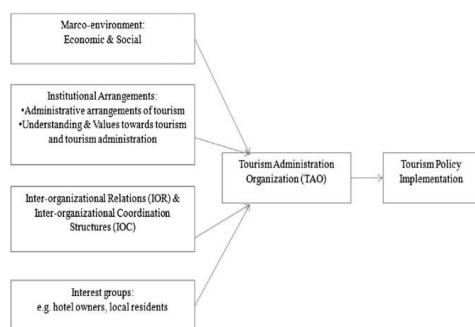 Marco-environment:
Economic & Social
Institutional Arrangements:
•Administrative arrangements of tourism
•Understanding & Values towards tourism
and tourism administration
Inter-organizational Relations (IOR) &
Inter-organizational Coordination
Structures (IOC)
Interest groups:
e.g. hotel owners, local residents
Tourism Administration
Organization (TAO)
Tourism Policy
Implementation